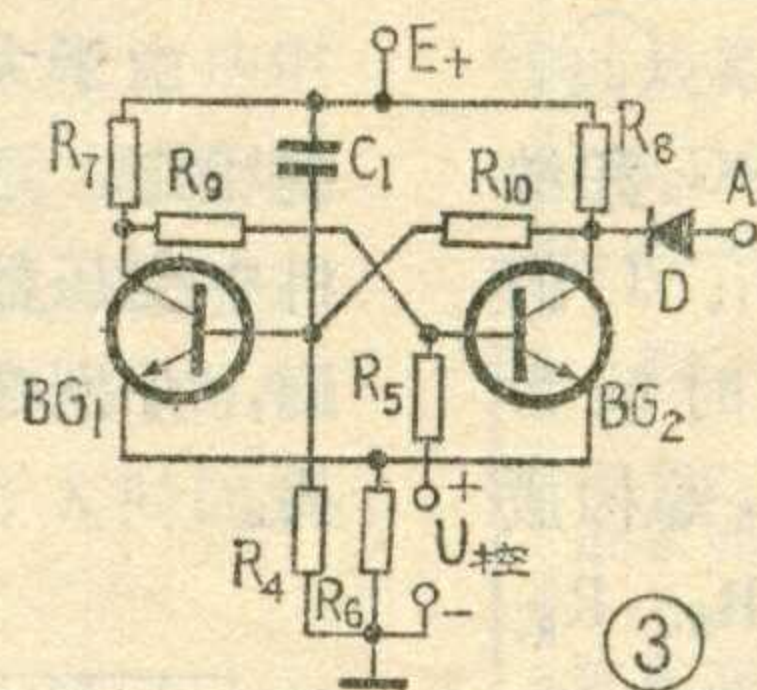 E+
R₇
R₉
C₁
R₁₀
R₈
A
D
BG₁
R₅
BG₂
+
U控
R₄
R₆
-
③